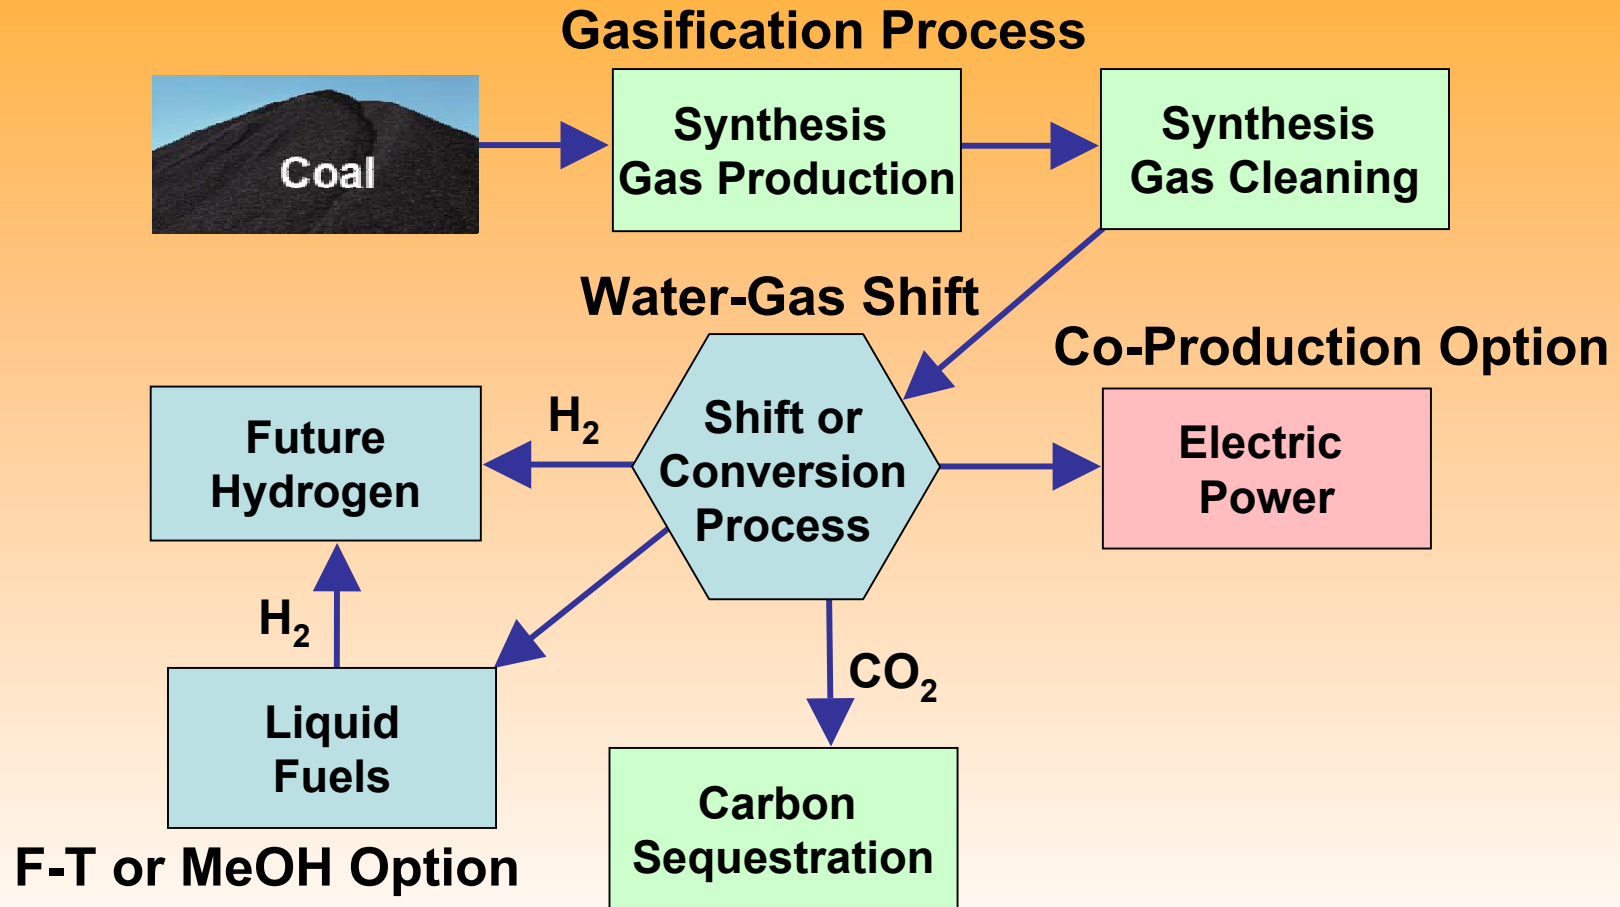 Gasification Process
Coal
Synthesis
Gas Production
Synthesis
Gas Cleaning
Water-Gas Shift
Co-Production Option
Shift or
Conversion
Process
H₂
Future
Hydrogen
Electric
Power
H₂
CO₂
Liquid
Fuels
Carbon
Sequestration
F-T or MeOH Option